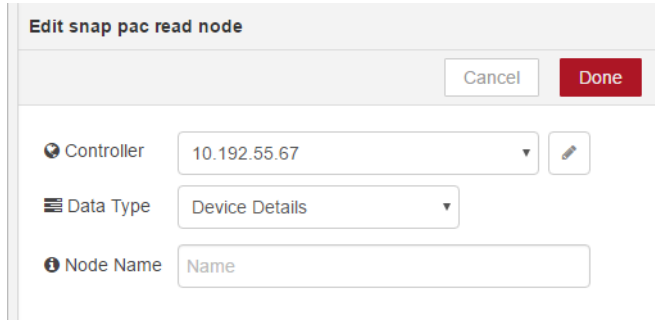 Edit snap pac read node
Cancel Done
Controller 10.192.55.67
Data Type Device Details
Node Name Name